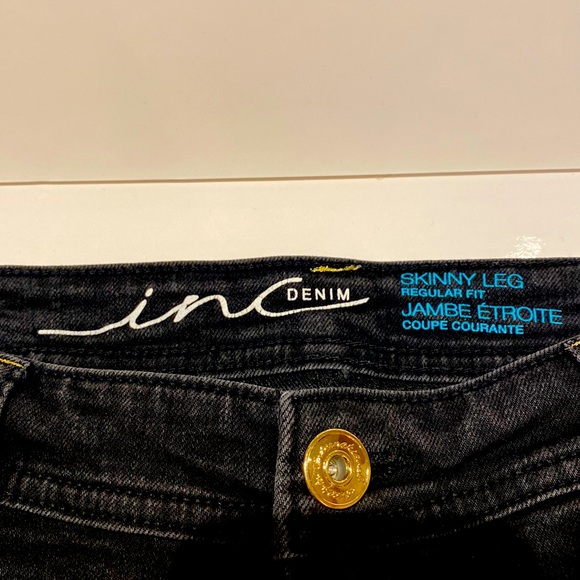 inc DENIM
SKINNY LEG
REGULAR FIT
JAMBE ÉTROITE
COUPE COURANTE